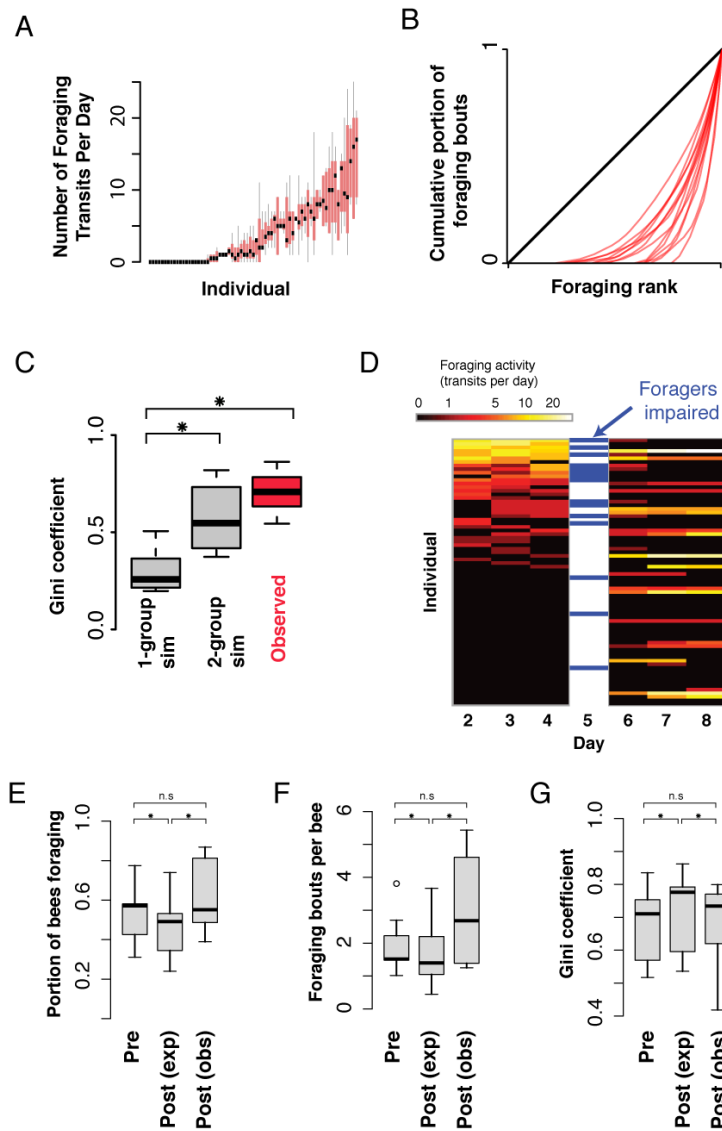 A
Number of Foraging
Transits Per Day
0
10
20
Individual
B
Cumulative portion of
foraging bouts
1
0
Foraging rank
C
Gini coefficient
0.0
0.5
1.0
*
*
1-group
sim
2-group
sim
Observed
D
Foraging activity
(transits per day)
0 1 5 10 20
Foragers
impaired
Individual
2 3 4 5 6 7 8
Day
E
Portion of bees foraging
0.2
0.6
1.0
n.s
* *
Pre
Post (exp)
Post (obs)
F
Foraging bouts per bee
0
2
4
6
n.s
* *
Pre
Post (exp)
Post (obs)
G
Gini coefficient
0.4
0.6
0.8
1.0
n.s
* *
Pre
Post (exp)
Post (obs)